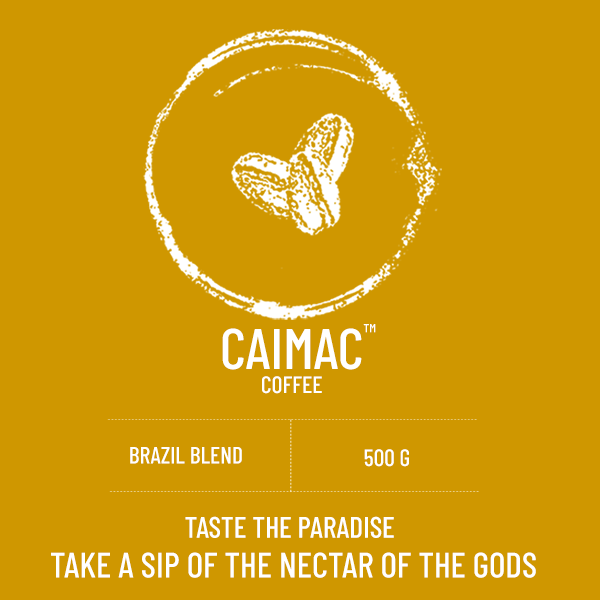 CAIMAC™
COFFEE
BRAZIL BLEND
500 G
TASTE THE PARADISE
TAKE A SIP OF THE NECTAR OF THE GODS